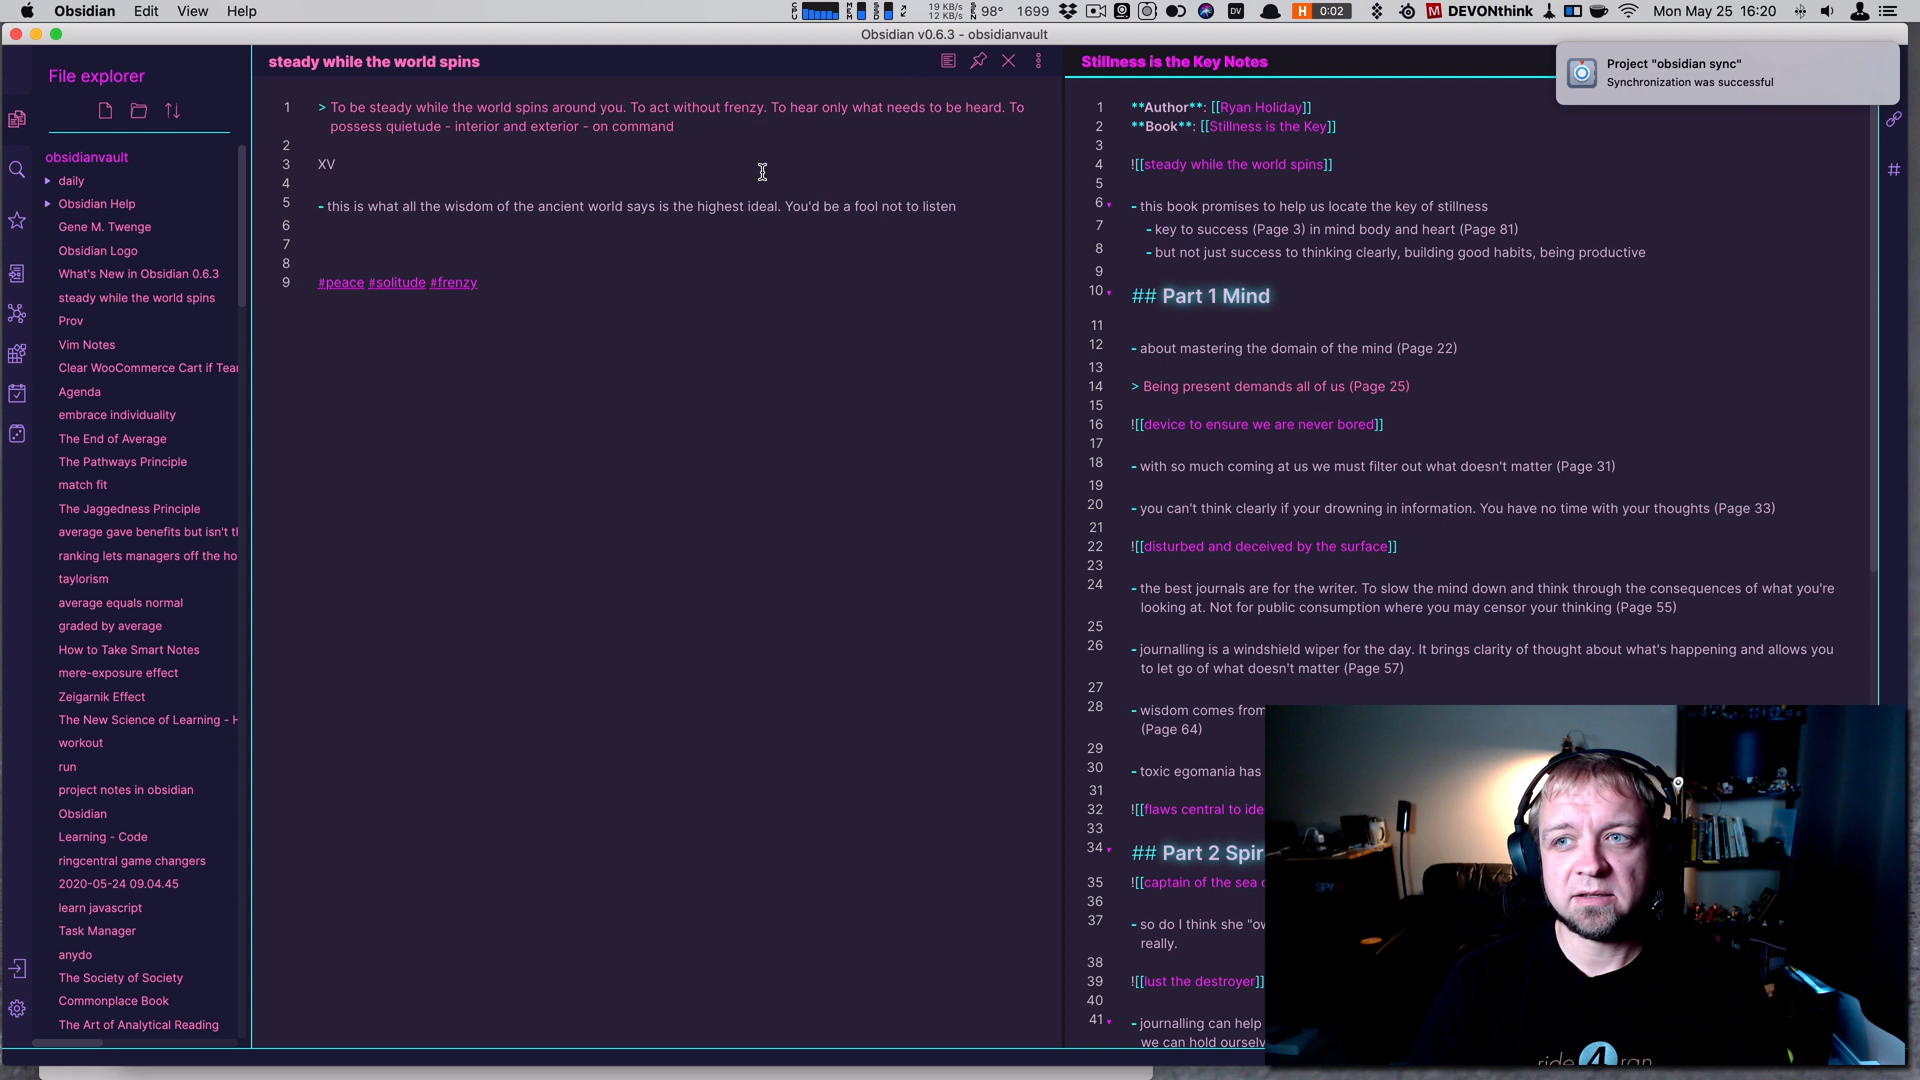 Obsidian Edit View Help
19 KB/s
12 KB/s
98° 1699 H 0:02 DEVONthink Mon May 25 16:20
Obsidian v0.6.3 - obsidianvault
Project "obsidian sync"
Synchronization was successful
File explorer
obsidianvault
daily
Obsidian Help
Gene M. Twenge
Obsidian Logo
What's New in Obsidian 0.6.3
steady while the world spins
Prov
Vim Notes
Clear WooCommerce Cart if Tear
Agenda
embrace individuality
The End of Average
The Pathways Principle
match fit
The Jaggedness Principle
average gave benefits but isn't th
ranking lets managers off the ho
taylorism
average equals normal
graded by average
How to Take Smart Notes
mere-exposure effect
Zeigarnik Effect
The New Science of Learning - H
workout
run
project notes in obsidian
Obsidian
Learning - Code
ringcentral game changers
2020-05-24 09.04.45
learn javascript
Task Manager
anydo
The Society of Society
Commonplace Book
The Art of Analytical Reading
steady while the world spins
1 > To be steady while the world spins around you. To act without frenzy. To hear only what needs to be heard. To
possess quietude - interior and exterior - on command
2
3 XV
4
5 - this is what all the wisdom of the ancient world says is the highest ideal. You'd be a fool not to listen
6
7
8
9 #peace #solitude #frenzy
Stillness is the Key Notes
1 **Author**: [[Ryan Holiday]]
2 **Book**: [[Stillness is the Key]]
3
4 ![[steady while the world spins]]
5
6 - this book promises to help us locate the key of stillness
7 - key to success (Page 3) in mind body and heart (Page 81)
8 - but not just success to thinking clearly, building good habits, being productive
9
10 ## Part 1 Mind
11
12 - about mastering the domain of the mind (Page 22)
13
14 > Being present demands all of us (Page 25)
15
16 ![[device to ensure we are never bored]]
17
18 - with so much coming at us we must filter out what doesn't matter (Page 31)
19
20 - you can't think clearly if your drowning in information. You have no time with your thoughts (Page 33)
21
22 ![[disturbed and deceived by the surface]]
23
24 - the best journals are for the writer. To slow the mind down and think through the consequences of what you're
looking at. Not for public consumption where you may censor your thinking (Page 55)
25
26 - journalling is a windshield wiper for the day. It brings clarity of thought about what's happening and allows you
to let go of what doesn't matter (Page 57)
27
28 - wisdom comes from
(Page 64)
29
30 - toxic egomania has
31
32 ![[flaws central to ide
33
34 ## Part 2 Spir
35 ![[captain of the sea
36
37 - so do I think she "ow
really.
38
39 ![[lust the destroyer]]
40
41 - journalling can help
we can hold ourselv
ride 4 ran